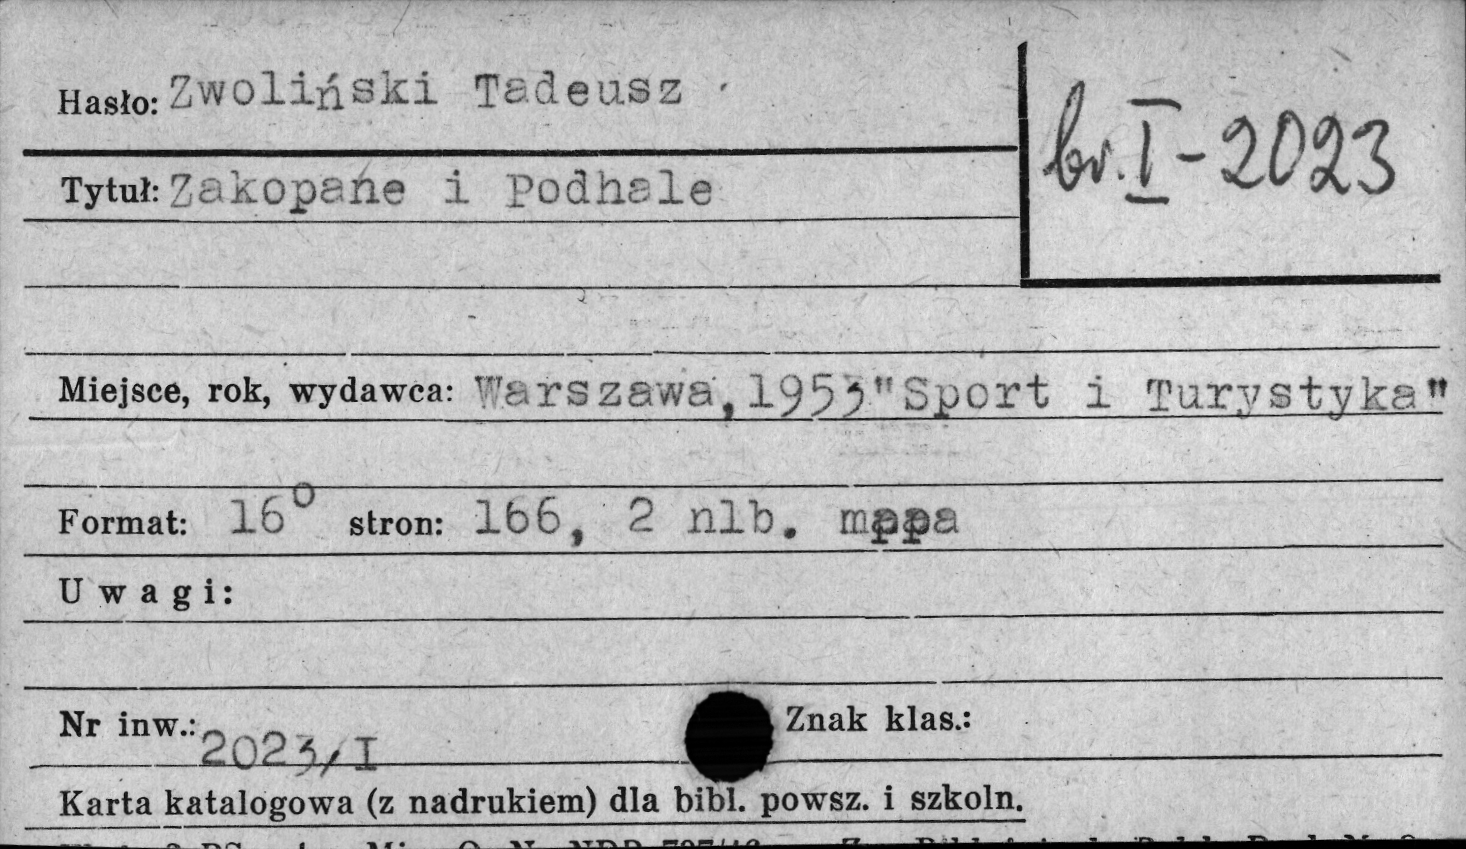 Hasło: Zwoliński Tadeusz
br. I-2023
Tytuł: Zakopane i Podhale
Miejsce, rok, wydawca: Warszawa, 1953 "Sport i Turystyka"
Format: 16° stron: 166, 2 nlb. mapa
Uwagi:
Nr inw.: 2023/I
Znak klas.:
Karta katalogowa (z nadrukiem) dla bibl. powsz. i szkoln.